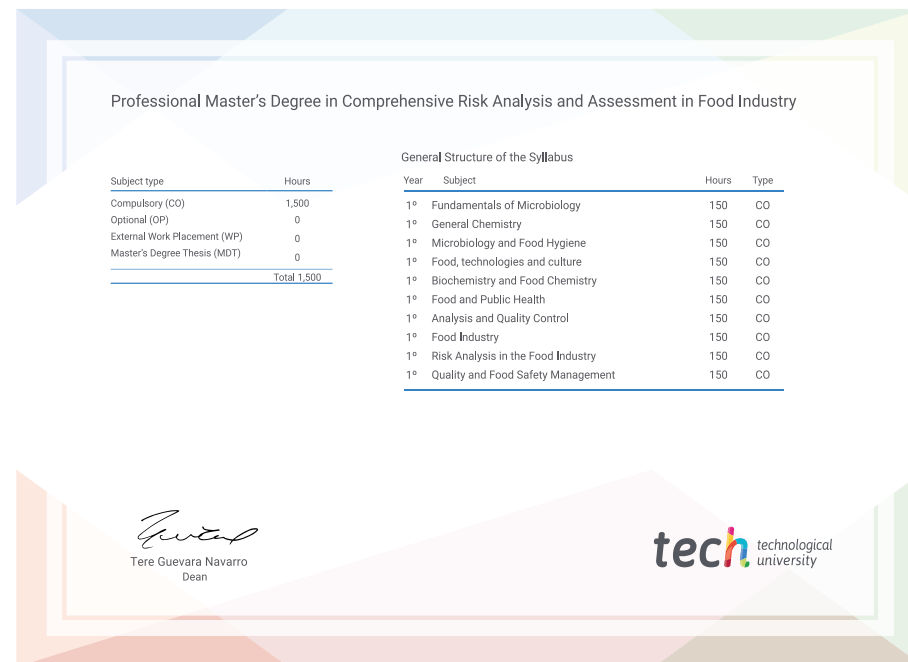 Professional Master's Degree in Comprehensive Risk Analysis and Assessment in Food Industry
Subject type Hours
Compulsory (CO) 1,500
Optional (OP) 0
External Work Placement (WP) 0
Master's Degree Thesis (MDT) 0
Total 1,500
General Structure of the Syllabus
Year Subject Hours Type
1º Fundamentals of Microbiology 150 CO
1º General Chemistry 150 CO
1º Microbiology and Food Hygiene 150 CO
1º Food, technologies and culture 150 CO
1º Biochemistry and Food Chemistry 150 CO
1º Food and Public Health 150 CO
1º Analysis and Quality Control 150 CO
1º Food Industry 150 CO
1º Risk Analysis in the Food Industry 150 CO
1º Quality and Food Safety Management 150 CO
Tere Guevara Navarro
Dean
tech technological
university